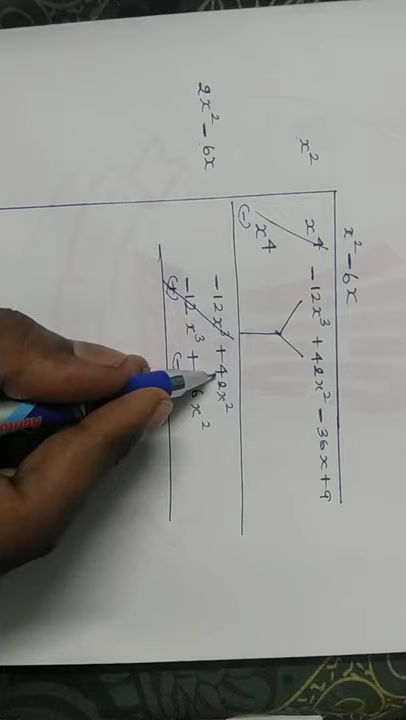 x² - 6x
x² x⁴ - 12x³ + 42x² - 36x + 9
(-) x⁴
2x² - 6x - 12x³ + 42x²
- 12x³ + 36x²
(+) (-)